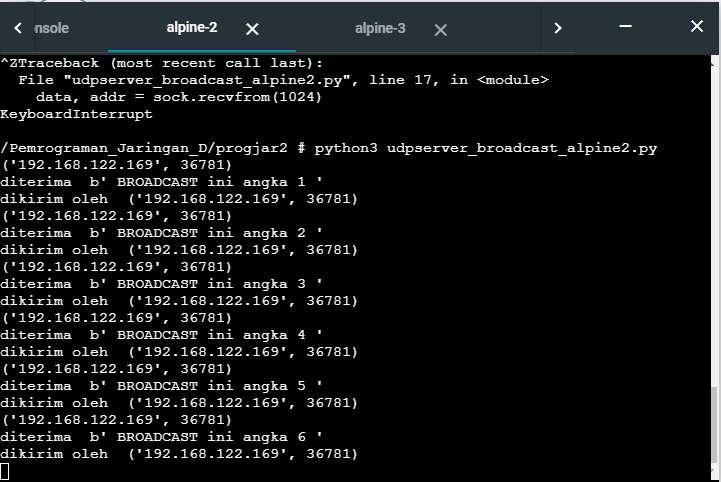 nsole
alpine-2
alpine-3
^ZTraceback (most recent call last):
  File "udpserver_broadcast_alpine2.py", line 17, in <module>
    data, addr = sock.recvfrom(1024)
KeyboardInterrupt
/Pemrograman_Jaringan_D/progjar2 # python3 udpserver_broadcast_alpine2.py
('192.168.122.169', 36781)
diterima  b' BROADCAST ini angka 1 '
dikirim oleh  ('192.168.122.169', 36781)
('192.168.122.169', 36781)
diterima  b' BROADCAST ini angka 2 '
dikirim oleh  ('192.168.122.169', 36781)
('192.168.122.169', 36781)
diterima  b' BROADCAST ini angka 3 '
dikirim oleh  ('192.168.122.169', 36781)
('192.168.122.169', 36781)
diterima  b' BROADCAST ini angka 4 '
dikirim oleh  ('192.168.122.169', 36781)
('192.168.122.169', 36781)
diterima  b' BROADCAST ini angka 5 '
dikirim oleh  ('192.168.122.169', 36781)
('192.168.122.169', 36781)
diterima  b' BROADCAST ini angka 6 '
dikirim oleh  ('192.168.122.169', 36781)